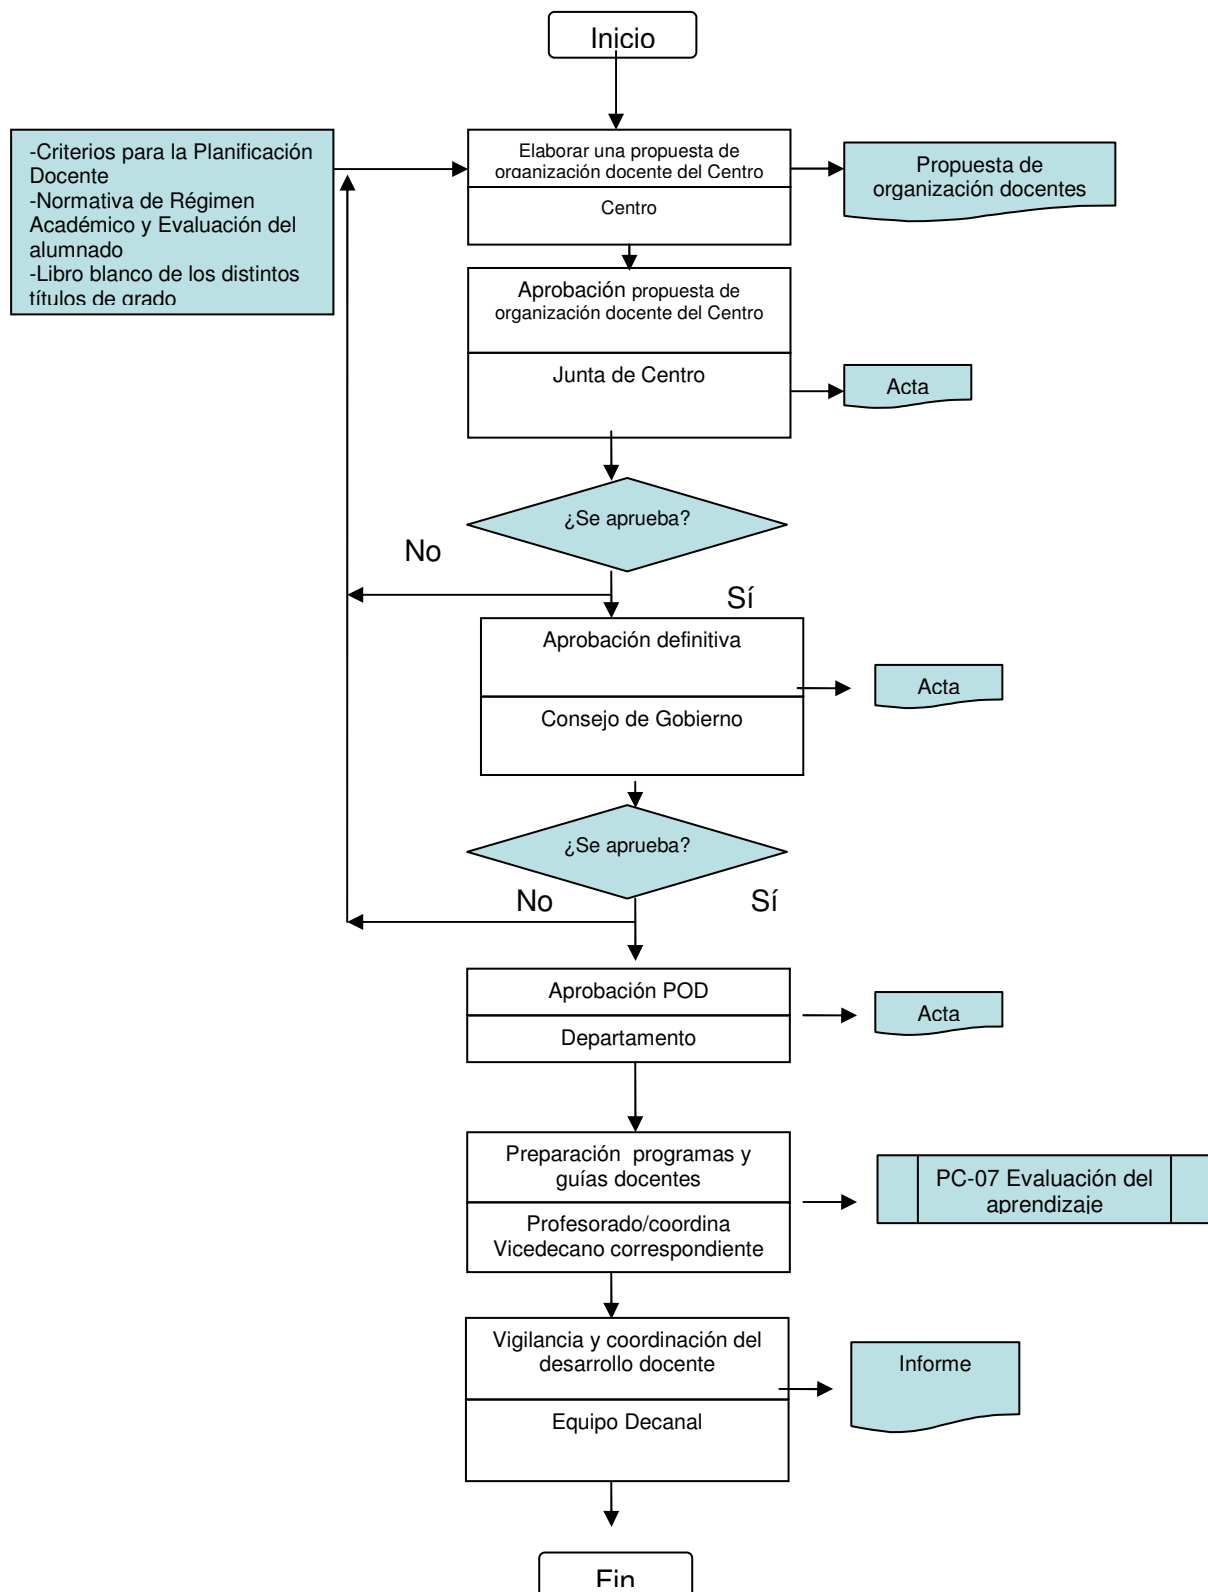 Inicio
-Criterios para la Planificación
Docente
-Normativa de Régimen
Académico y Evaluación del
alumnado
-Libro blanco de los distintos
títulos de grado
Elaborar una propuesta de
organización docente del Centro
Centro
Propuesta de
organización docentes
Aprobación propuesta de
organización docente del Centro
Junta de Centro
Acta
¿Se aprueba?
No
Sí
Aprobación definitiva
Consejo de Gobierno
Acta
¿Se aprueba?
No
Sí
Aprobación POD
Departamento
Acta
Preparación programas y
guías docentes
Profesorado/coordina
Vicedecano correspondiente
PC-07 Evaluación del
aprendizaje
Vigilancia y coordinación del
desarrollo docente
Equipo Decanal
Informe
Fin